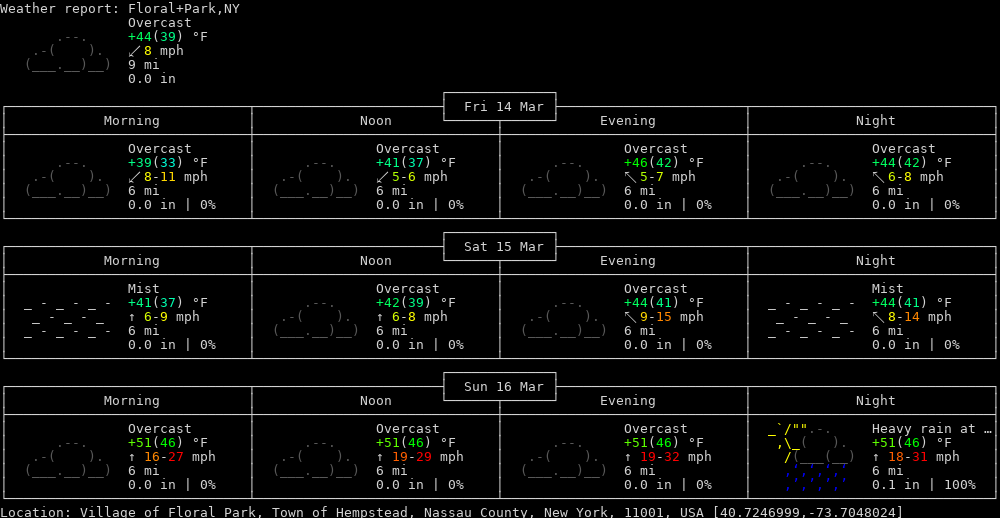 Weather report: Floral+Park,NY
Overcast
+44(39) °F
↙ 8 mph
9 mi
0.0 in
Fri 14 Mar
Morning Noon Evening Night
Overcast Overcast Overcast Overcast
+39(33) °F +41(37) °F +46(42) °F +44(42) °F
↙ 8-11 mph ↙ 5-6 mph ↖ 5-7 mph ↖ 6-8 mph
6 mi 6 mi 6 mi 6 mi
0.0 in | 0% 0.0 in | 0% 0.0 in | 0% 0.0 in | 0%
Sat 15 Mar
Morning Noon Evening Night
Mist Overcast Overcast Mist
+41(37) °F +42(39) °F +44(41) °F +44(41) °F
↑ 6-9 mph ↑ 6-8 mph ↖ 9-15 mph ↖ 8-14 mph
6 mi 6 mi 6 mi 6 mi
0.0 in | 0% 0.0 in | 0% 0.0 in | 0% 0.0 in | 0%
Sun 16 Mar
Morning Noon Evening Night
Overcast Overcast Overcast Heavy rain at …
+51(46) °F +51(46) °F +51(46) °F +51(46) °F
↑ 16-27 mph ↑ 19-29 mph ↑ 19-32 mph ↑ 18-31 mph
6 mi 6 mi 6 mi 6 mi
0.0 in | 0% 0.0 in | 0% 0.0 in | 0% 0.1 in | 100%
Location: Village of Floral Park, Town of Hempstead, Nassau County, New York, 11001, USA [40.7246999,-73.7048024]